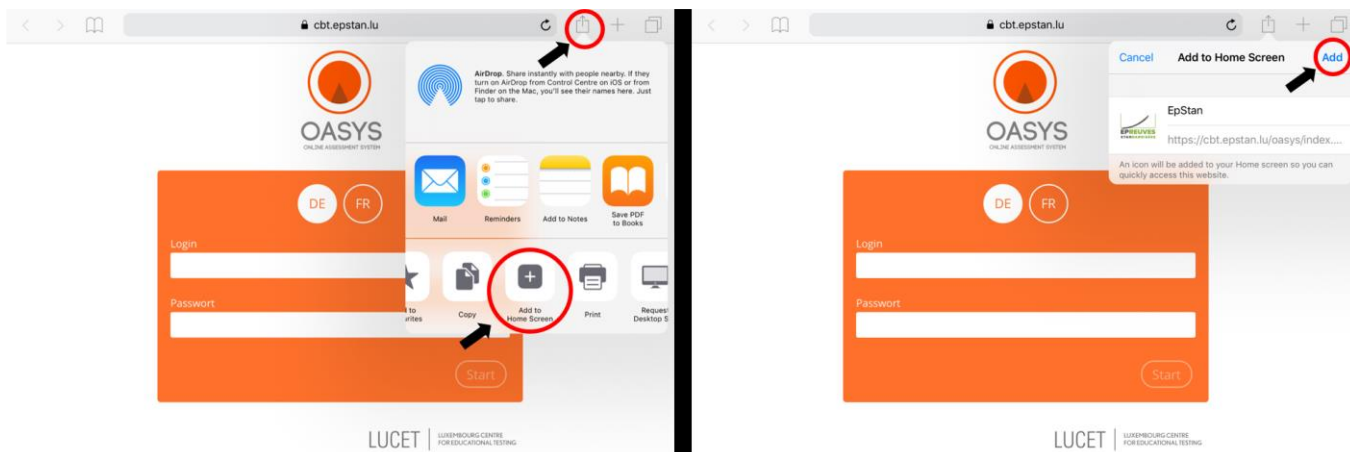 cbt.epstan.lu
AirDrop. Share instantly with people nearby. If they
turn on AirDrop from Control Centre on iOS or from
Finder on the Mac, you'll see their names here. Just
tap to share.
OASYS
ONLINE ASSESSMENT SYSTEM
Mail
Reminders
Add to Notes
Save PDF
to Books
DE
FR
Login
Passwort
Copy
Add to
Home Screen
Print
Request
Start
LUCET
LUXEMBOURG CENTRE
FOR EDUCATIONAL TESTING
cbt.epstan.lu
Cancel
Add to Home Screen
Add
EpStan
EPREUVES
https://cbt.epstan.lu/oasys/index....
An icon will be added to your Home screen so you can
quickly access this website.
OASYS
ONLINE ASSESSMENT SYSTEM
DE
FR
Login
Passwort
Start
LUCET
LUXEMBOURG CENTRE
FOR EDUCATIONAL TESTING